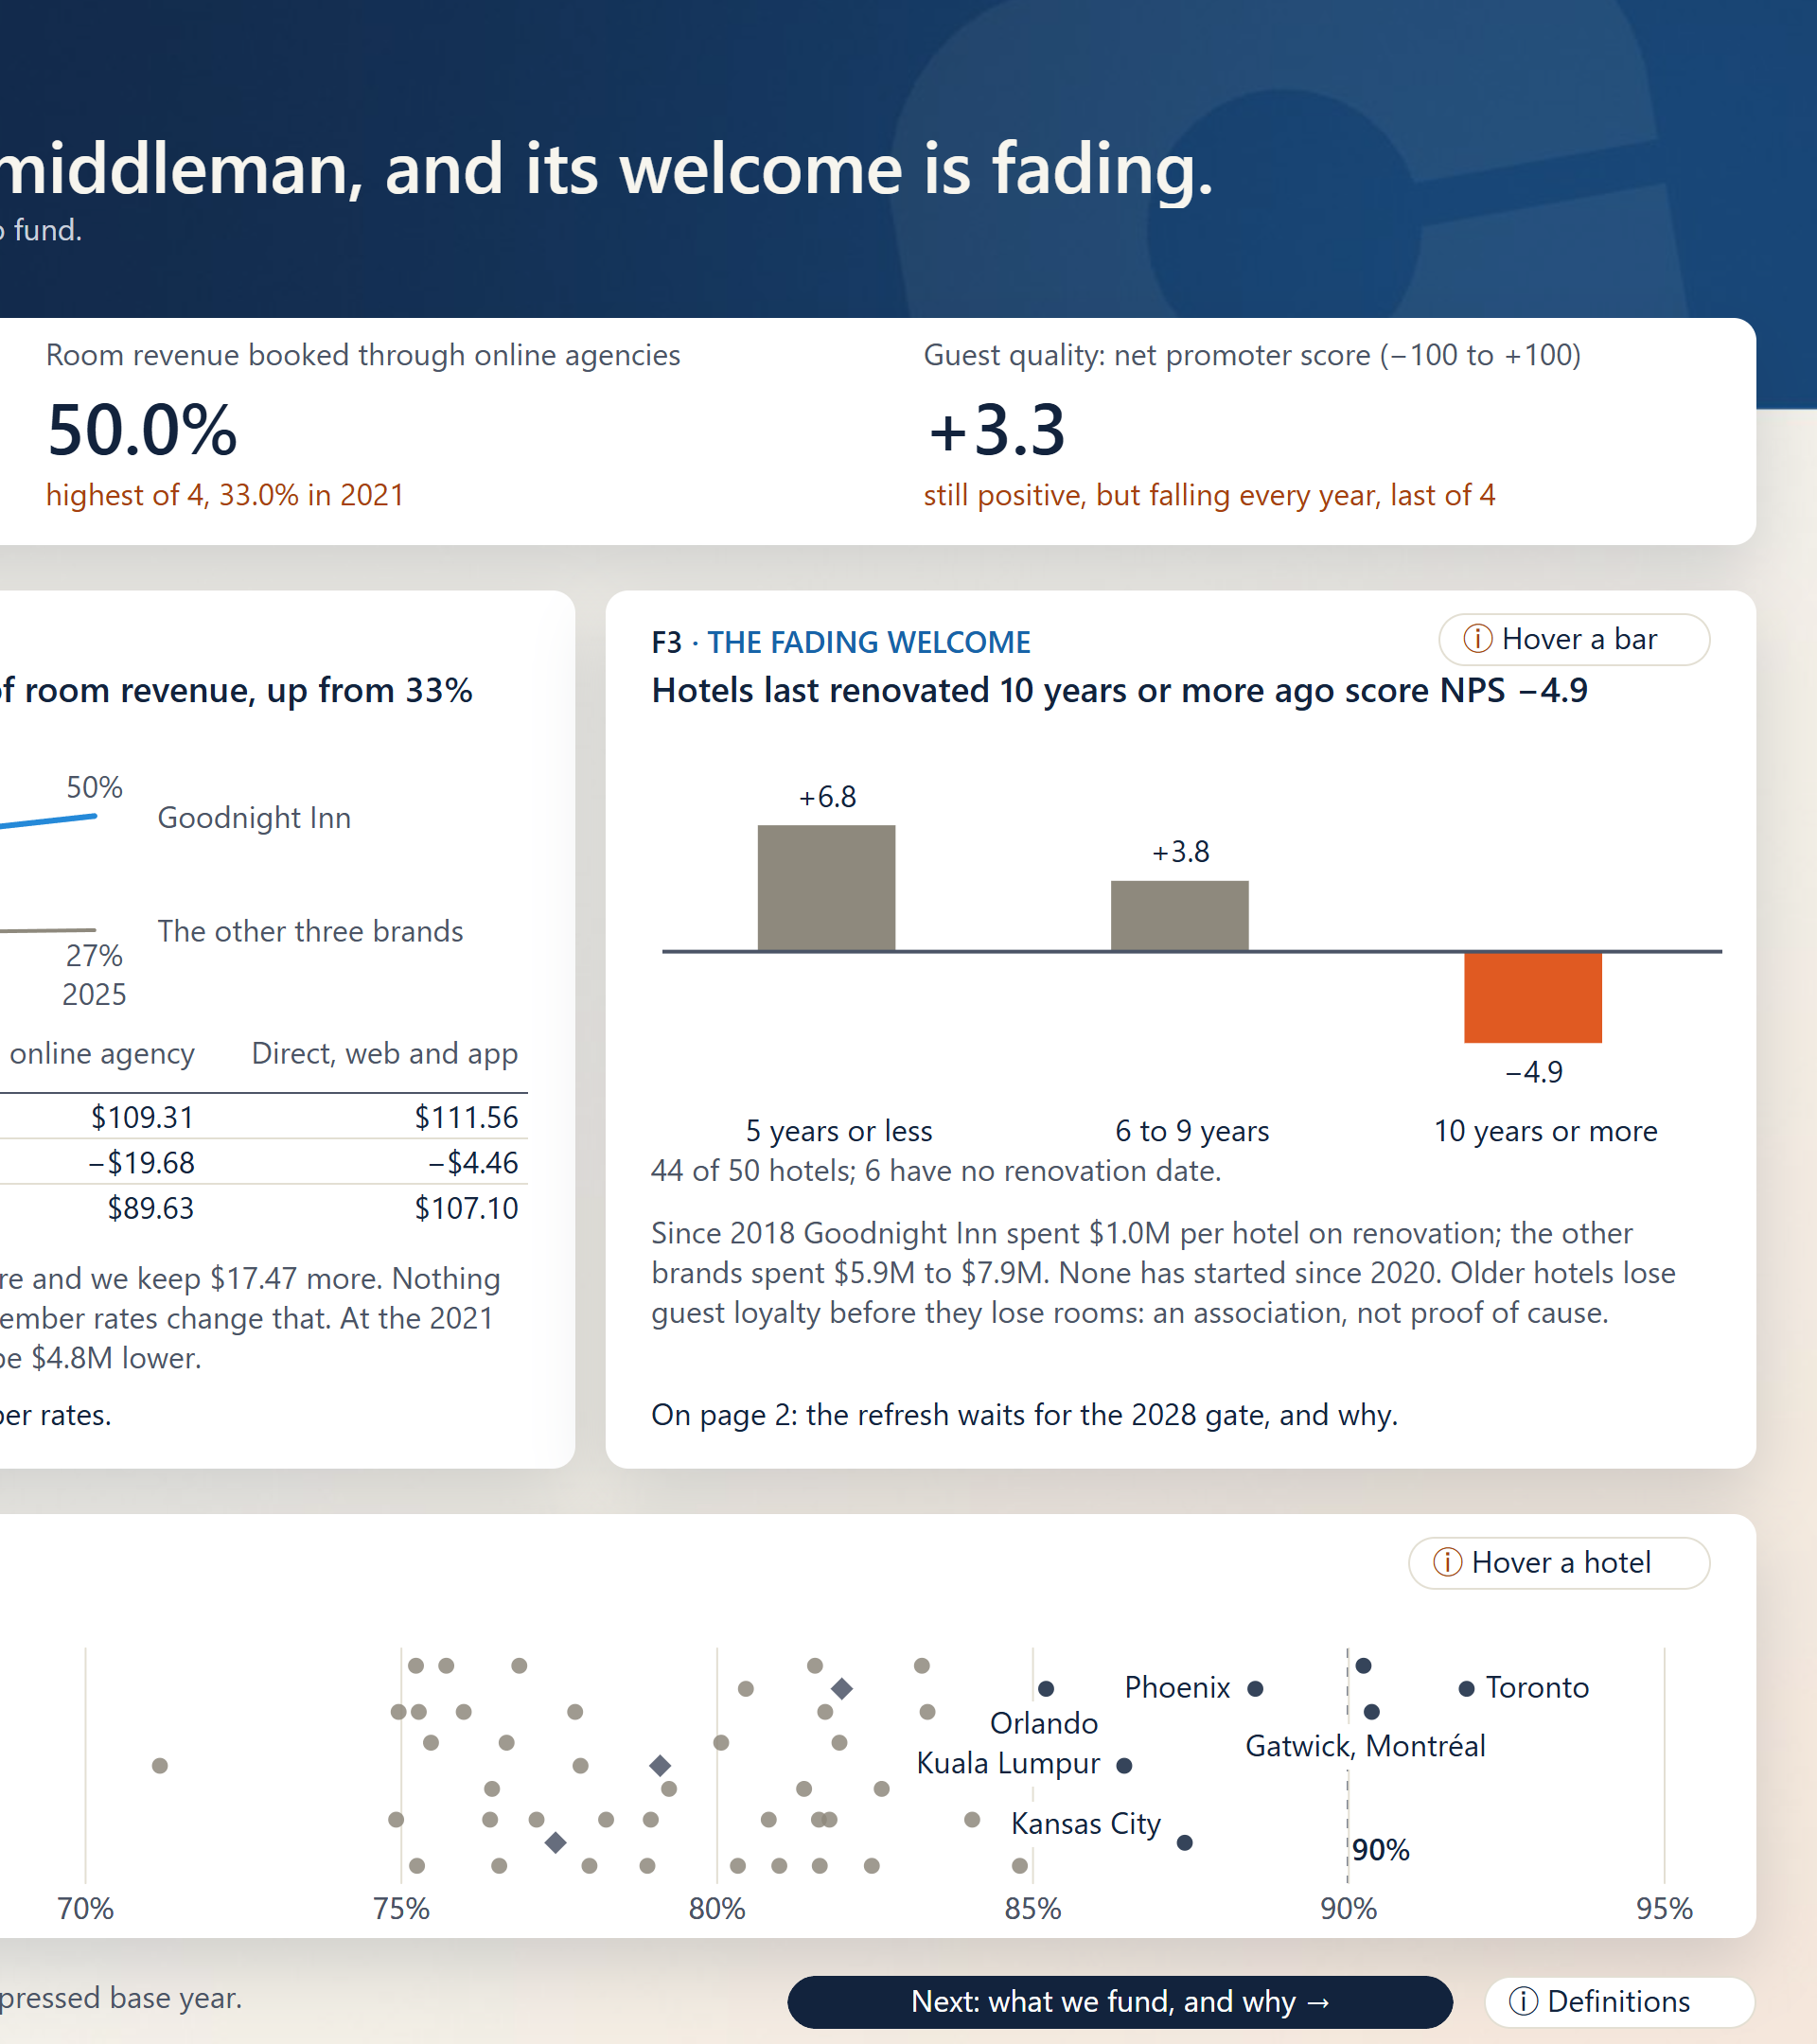 middleman, and its welcome is fading.
fund.
Room revenue booked through online agencies
50.0%
highest of 4, 33.0% in 2021
Guest quality: net promoter score (−100 to +100)
+3.3
still positive, but falling every year, last of 4
of room revenue, up from 33%
50%
Goodnight Inn
The other three brands
27%
2025
online agency Direct, web and app
$109.31 $111.56
−$19.68 −$4.46
$89.63 $107.10
re and we keep $17.47 more. Nothing
ember rates change that. At the 2021
be $4.8M lower.
per rates.
F3 · THE FADING WELCOME
ⓘ Hover a bar
Hotels last renovated 10 years or more ago score NPS −4.9
+6.8
+3.8
−4.9
5 years or less 6 to 9 years 10 years or more
44 of 50 hotels; 6 have no renovation date.
Since 2018 Goodnight Inn spent $1.0M per hotel on renovation; the other
brands spent $5.9M to $7.9M. None has started since 2020. Older hotels lose
guest loyalty before they lose rooms: an association, not proof of cause.
On page 2: the refresh waits for the 2028 gate, and why.
ⓘ Hover a hotel
Phoenix
Toronto
Orlando
Gatwick, Montréal
Kuala Lumpur
Kansas City
90%
70% 75% 80% 85% 90% 95%
pressed base year.
Next: what we fund, and why →
ⓘ Definitions